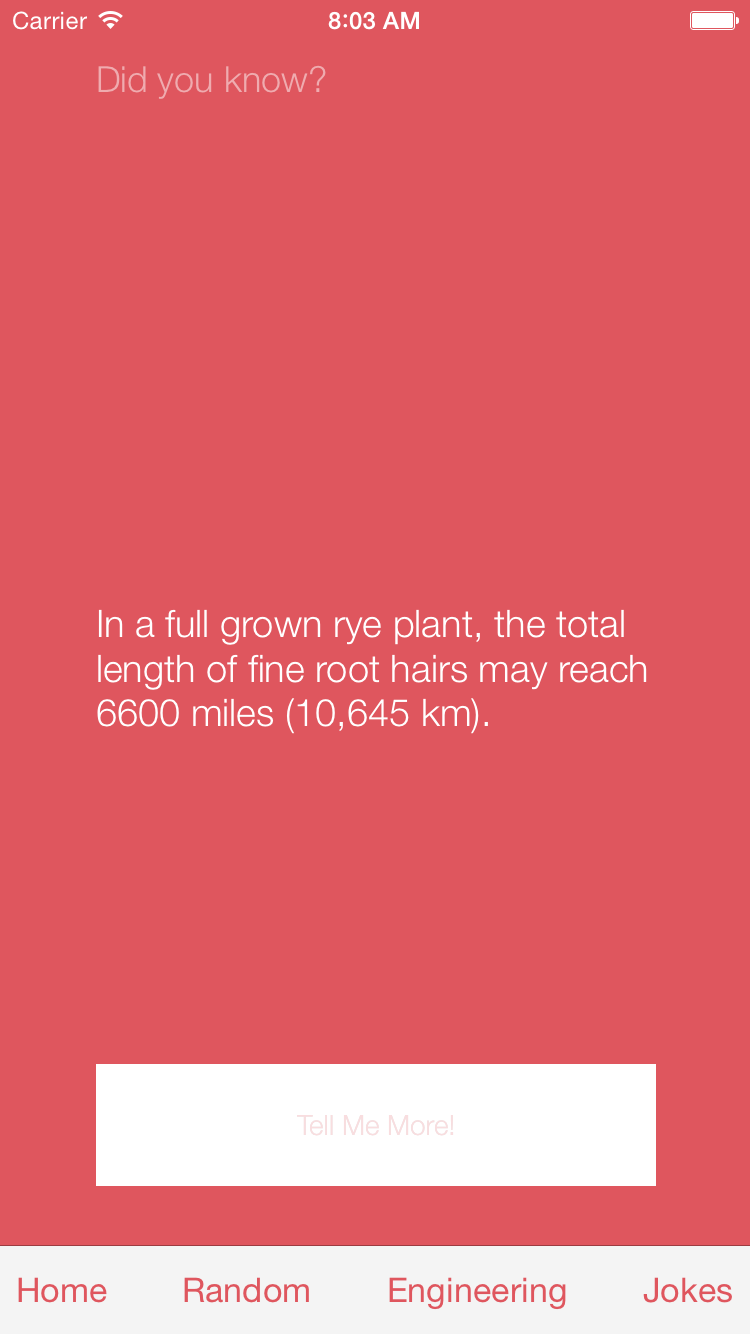 Carrier 8:03 AM
Did you know?
In a full grown rye plant, the total
length of fine root hairs may reach
6600 miles (10,645 km).
Tell Me More!
Home Random Engineering Jokes